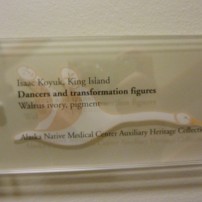 Isaac Koyuk, King Island
Dancers and transformation figures
Walrus ivory, pigment
Alaska Native Medical Center Auxiliary Heritage Collection